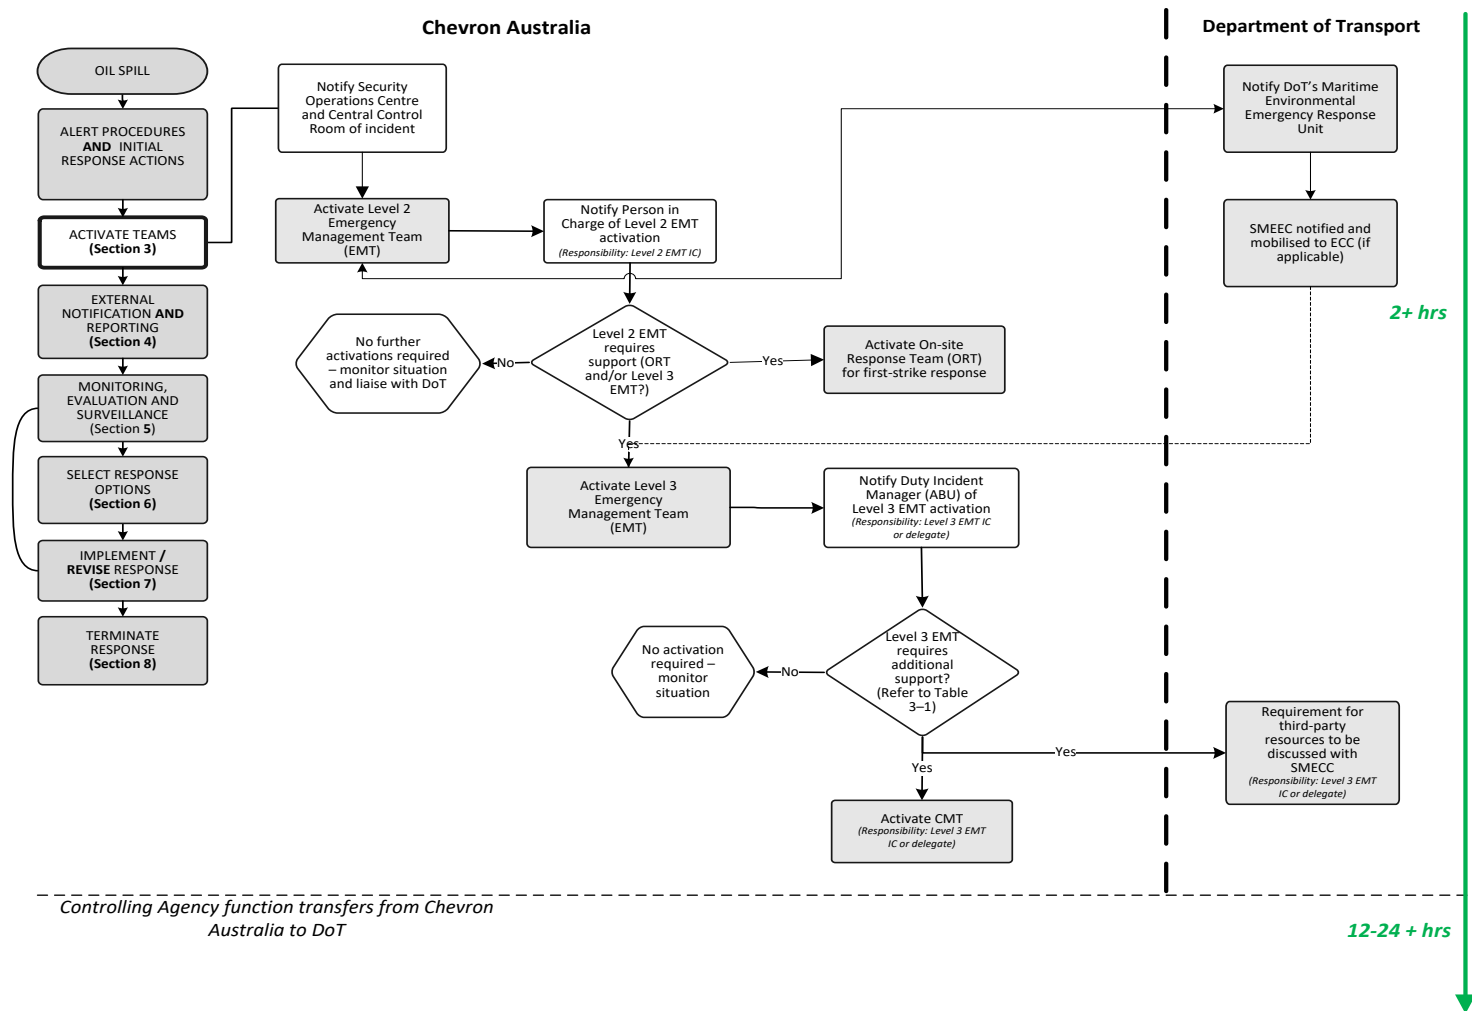 Chevron Australia
Department of Transport
OIL SPILL
ALERT PROCEDURES
AND INITIAL
RESPONSE ACTIONS
ACTIVATE TEAMS
(Section 3)
EXTERNAL
NOTIFICATION AND
REPORTING
(Section 4)
MONITORING,
EVALUATION AND
SURVEILLANCE
(Section 5)
SELECT RESPONSE
OPTIONS
(Section 6)
IMPLEMENT /
REVISE RESPONSE
(Section 7)
TERMINATE
RESPONSE
(Section 8)
Notify Security
Operations Centre
and Central Control
Room of incident
Activate Level 2
Emergency
Management Team
(EMT)
Notify Person in
Charge of Level 2 EMT
activation
(Responsibility: Level 2 EMT IC)
No further
activations required
– monitor situation
and liaise with DoT
No
Level 2 EMT
requires
support (ORT
and/or Level 3
EMT?)
Yes
Activate On-site
Response Team (ORT)
for first-strike response
Yes
Activate Level 3
Emergency
Management Team
(EMT)
Notify Duty Incident
Manager (ABU) of
Level 3 EMT activation
(Responsibility: Level 3 EMT IC
or delegate)
No activation
required –
monitor
situation
No
Level 3 EMT
requires
additional
support?
(Refer to Table
3–1)
Yes
Yes
Activate CMT
(Responsibility: Level 3 EMT
IC or delegate)
Notify DoT's Maritime
Environmental
Emergency Response
Unit
SMEEC notified and
mobilised to ECC (if
applicable)
Requirement for
third-party
resources to be
discussed with
SMECC
(Responsibility: Level 3 EMT
IC or delegate)
2+ hrs
Controlling Agency function transfers from Chevron
Australia to DoT
12-24 + hrs